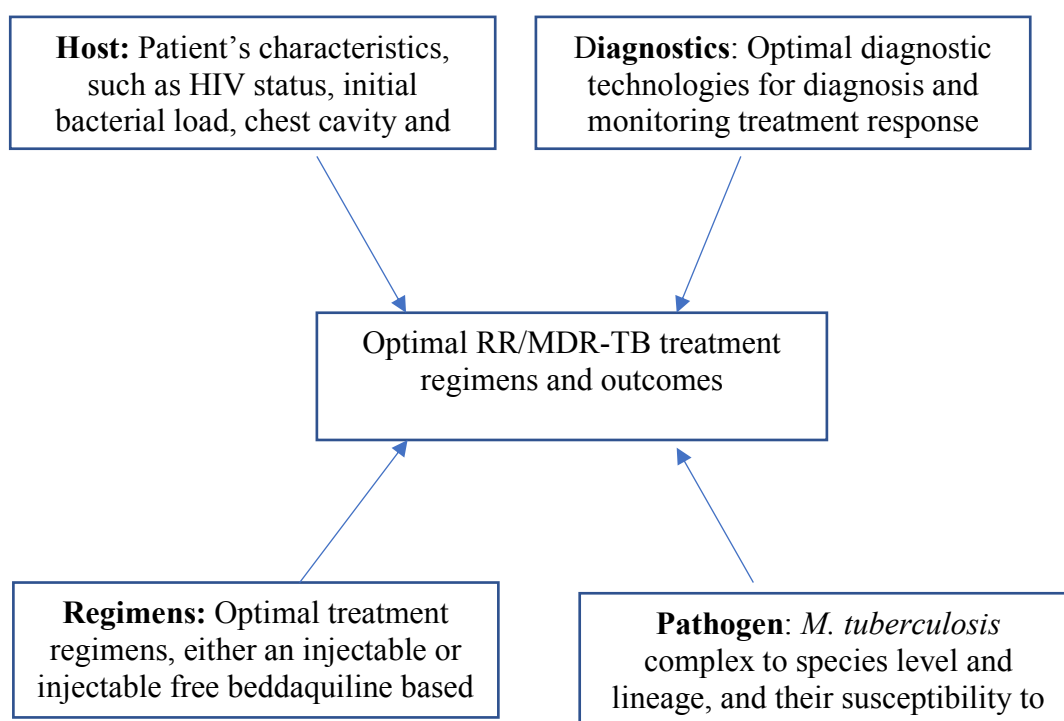 Host: Patient’s characteristics,
such as HIV status, initial
bacterial load, chest cavity and
Diagnostics: Optimal diagnostic
technologies for diagnosis and
monitoring treatment response
Optimal RR/MDR-TB treatment
regimens and outcomes
Regimens: Optimal treatment
regimens, either an injectable or
injectable free beddaquiline based
Pathogen: M. tuberculosis
complex to species level and
lineage, and their susceptibility to